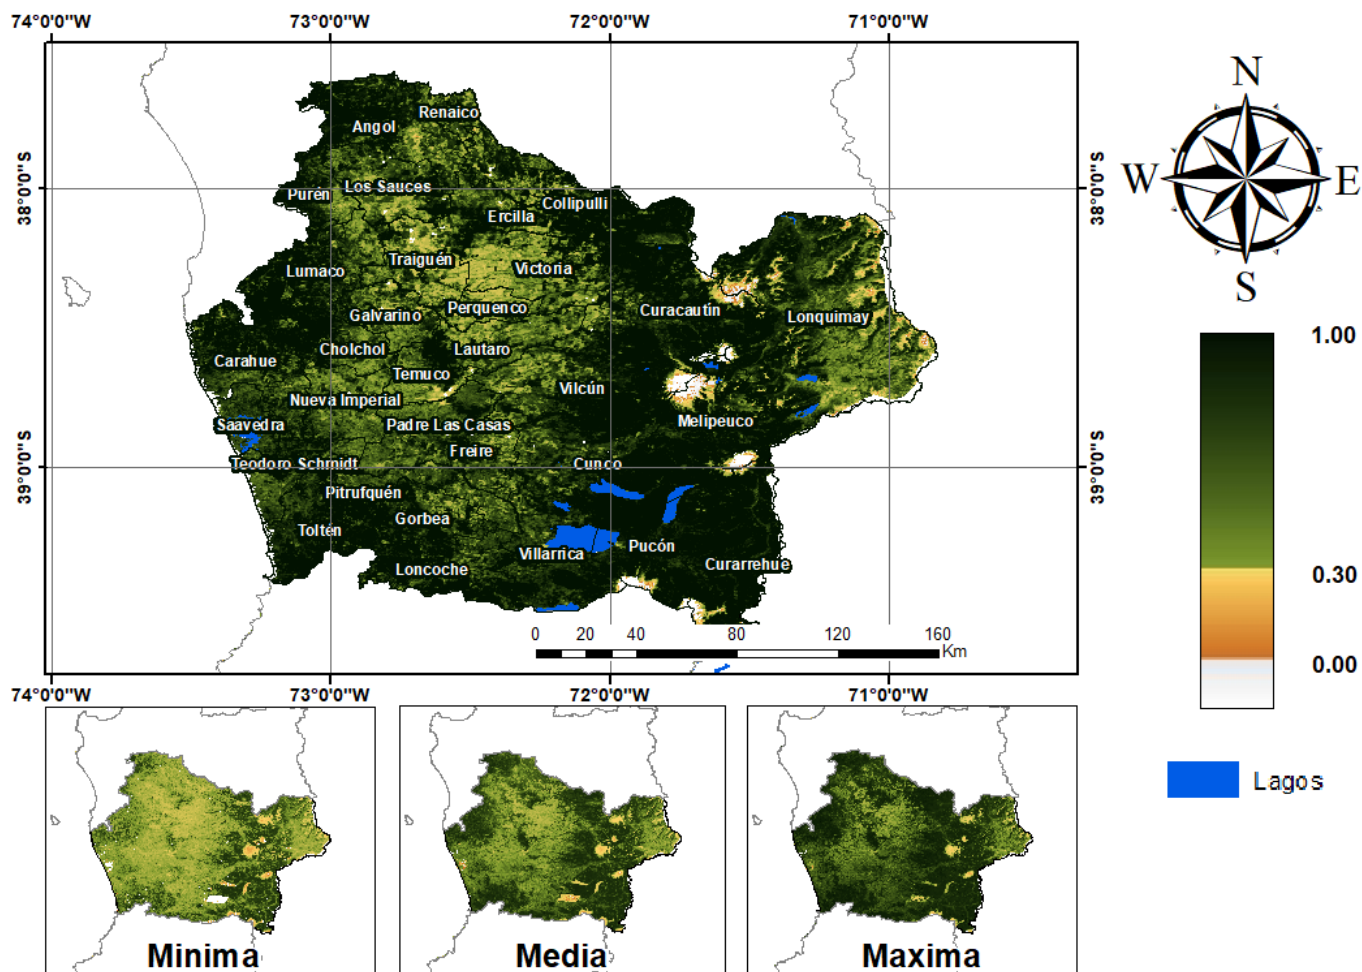 74°0'0"W 73°0'0"W 72°0'0"W 71°0'0"W
N
W E
S
38°0'0"S 38°0'0"S
39°0'0"S 39°0'0"S
Renaico
Angol
Los Sauces
Purén
Collipulli
Ercilla
Traiguén
Victoria
Lumaco
Perquenco
Curacautín
Galvarino
Lonquimay
Cholchol
Lautaro
Carahue
Temuco
Vilcún
Nueva Imperial
Saavedra
Padre Las Casas
Melipeuco
Freire
Teodoro Schmidt
Cunco
Pitrufquén
Gorbea
Toltén
Villarrica
Pucón
Loncoche
Curarrehue
0 20 40 80 120 160
Km
74°0'0"W 73°0'0"W 72°0'0"W 71°0'0"W
1.00
0.30
0.00
Lagos
Minima
Media
Maxima